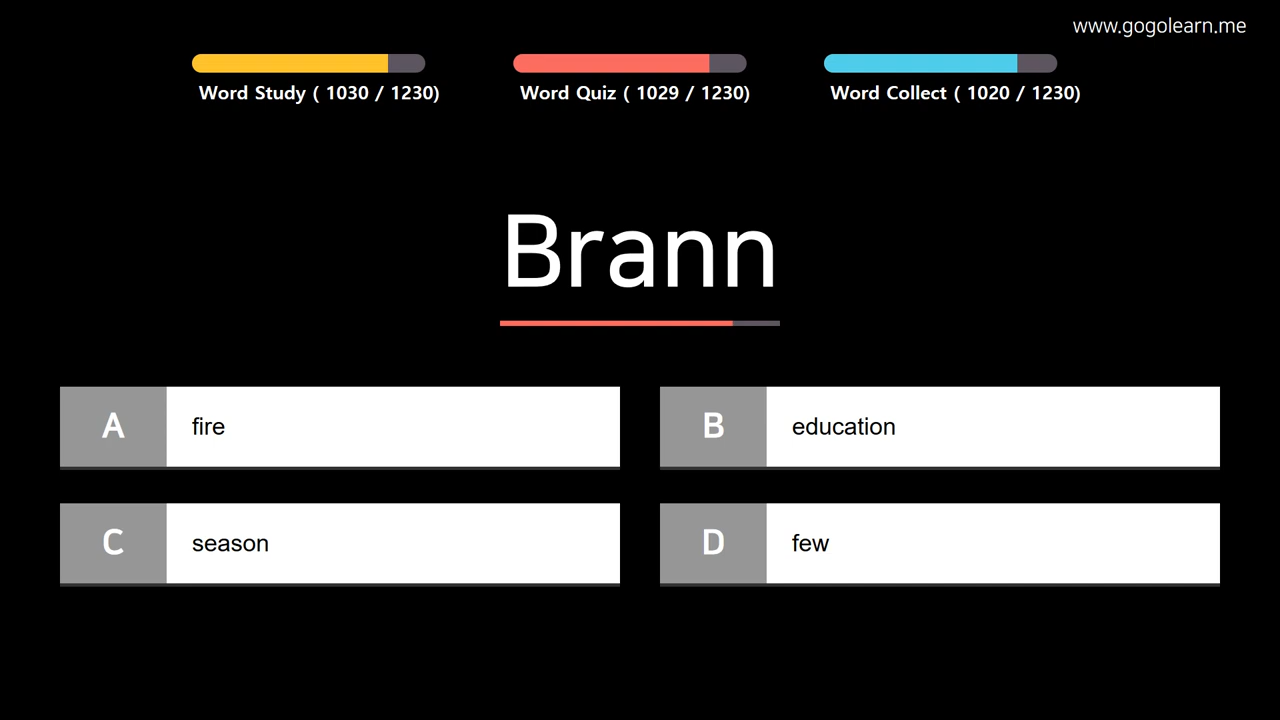 www.gogolearn.me
Word Study ( 1030 / 1230)
Word Quiz ( 1029 / 1230)
Word Collect ( 1020 / 1230)
Brann
A fire
B education
C season
D few